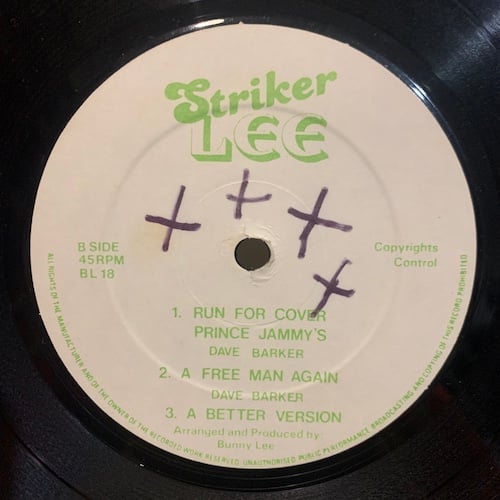 Striker
LEE
B SIDE
45RPM
BL 18
Copyrights
Control
1. RUN FOR COVER
PRINCE JAMMY'S
DAVE BARKER
2. A FREE MAN AGAIN
DAVE BARKER
3. A BETTER VERSION
Arranged and Produced by:
Bunny Lee
ALL RIGHTS OF THE MANUFACTURER AND OF THE OWNER OF THE RECORDED WORK RESERVED. UNAUTHORISED PUBLIC PERFORMANCE BROADCASTING AND COPYING OF THIS RECORD PROHIBITED